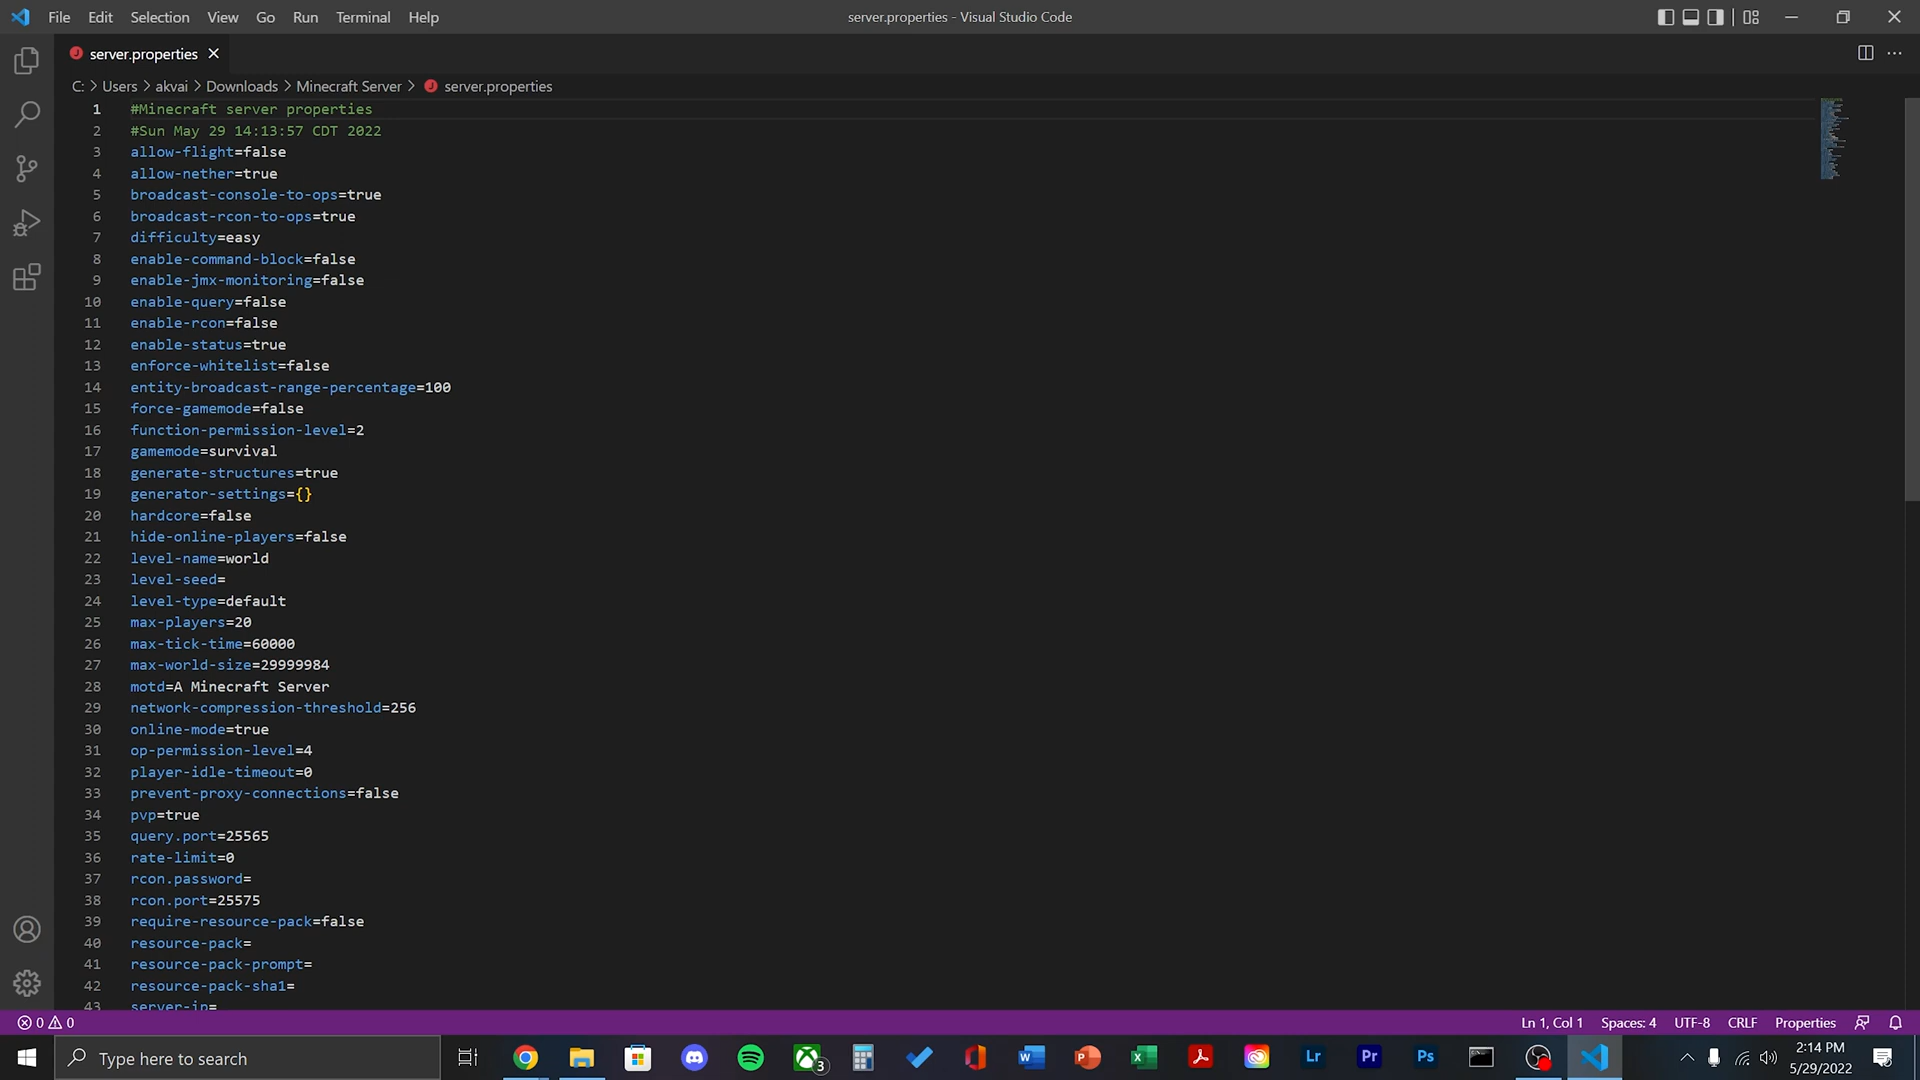 File Edit Selection View Go Run Terminal Help
server.properties - Visual Studio Code
server.properties
C: > Users > akvai > Downloads > Minecraft Server > server.properties
1 #Minecraft server properties
2 #Sun May 29 14:13:57 CDT 2022
3 allow-flight=false
4 allow-nether=true
5 broadcast-console-to-ops=true
6 broadcast-rcon-to-ops=true
7 difficulty=easy
8 enable-command-block=false
9 enable-jmx-monitoring=false
10 enable-query=false
11 enable-rcon=false
12 enable-status=true
13 enforce-whitelist=false
14 entity-broadcast-range-percentage=100
15 force-gamemode=false
16 function-permission-level=2
17 gamemode=survival
18 generate-structures=true
19 generator-settings={}
20 hardcore=false
21 hide-online-players=false
22 level-name=world
23 level-seed=
24 level-type=default
25 max-players=20
26 max-tick-time=60000
27 max-world-size=29999984
28 motd=A Minecraft Server
29 network-compression-threshold=256
30 online-mode=true
31 op-permission-level=4
32 player-idle-timeout=0
33 prevent-proxy-connections=false
34 pvp=true
35 query.port=25565
36 rate-limit=0
37 rcon.password=
38 rcon.port=25575
39 require-resource-pack=false
40 resource-pack=
41 resource-pack-prompt=
42 resource-pack-sha1=
43 server-ip=
0 0
Ln 1, Col 1 Spaces: 4 UTF-8 CRLF Properties
Type here to search
3
W
P
X
Lr
Pr
Ps
2:14 PM
5/29/2022